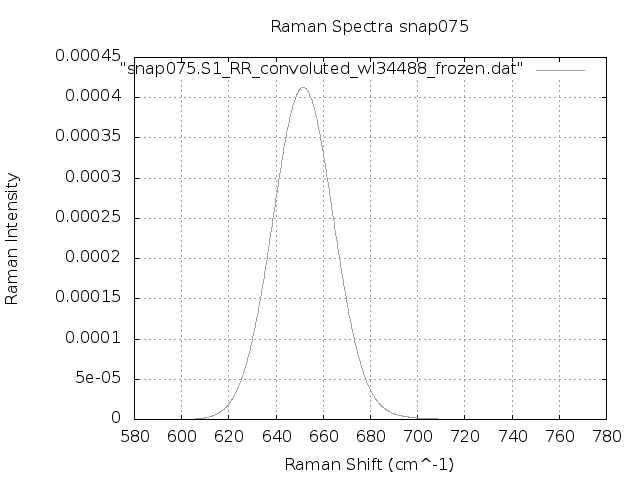 Raman Spectra snap075
"snap075.S1_RR_convoluted_wl34488_frozen.dat"
0.00045
0.0004
0.00035
0.0003
0.00025
0.0002
0.00015
0.0001
5e-05
0
Raman Intensity
580 600 620 640 660 680 700 720 740 760 780
Raman Shift (cm^-1)